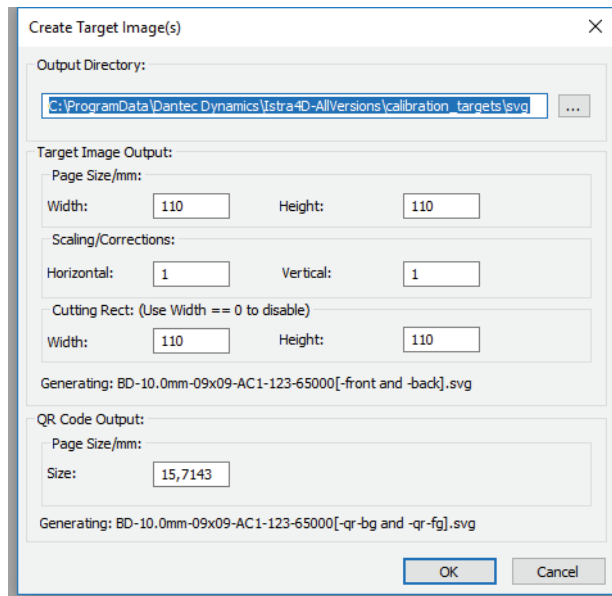 Create Target Image(s)
Output Directory:
C:\ProgramData\Dantec Dynamics\Istra4D-AllVersions\calibration_targets\svg ...
Target Image Output:
Page Size/mm:
Width: 110 Height: 110
Scaling/Corrections:
Horizontal: 1 Vertical: 1
Cutting Rect: (Use Width == 0 to disable)
Width: 110 Height: 110
Generating: BD-10.0mm-09x09-AC1-123-65000[-front and -back].svg
QR Code Output:
Page Size/mm:
Size: 15,7143
Generating: BD-10.0mm-09x09-AC1-123-65000[-qr-bg and -qr-fg].svg
OK Cancel